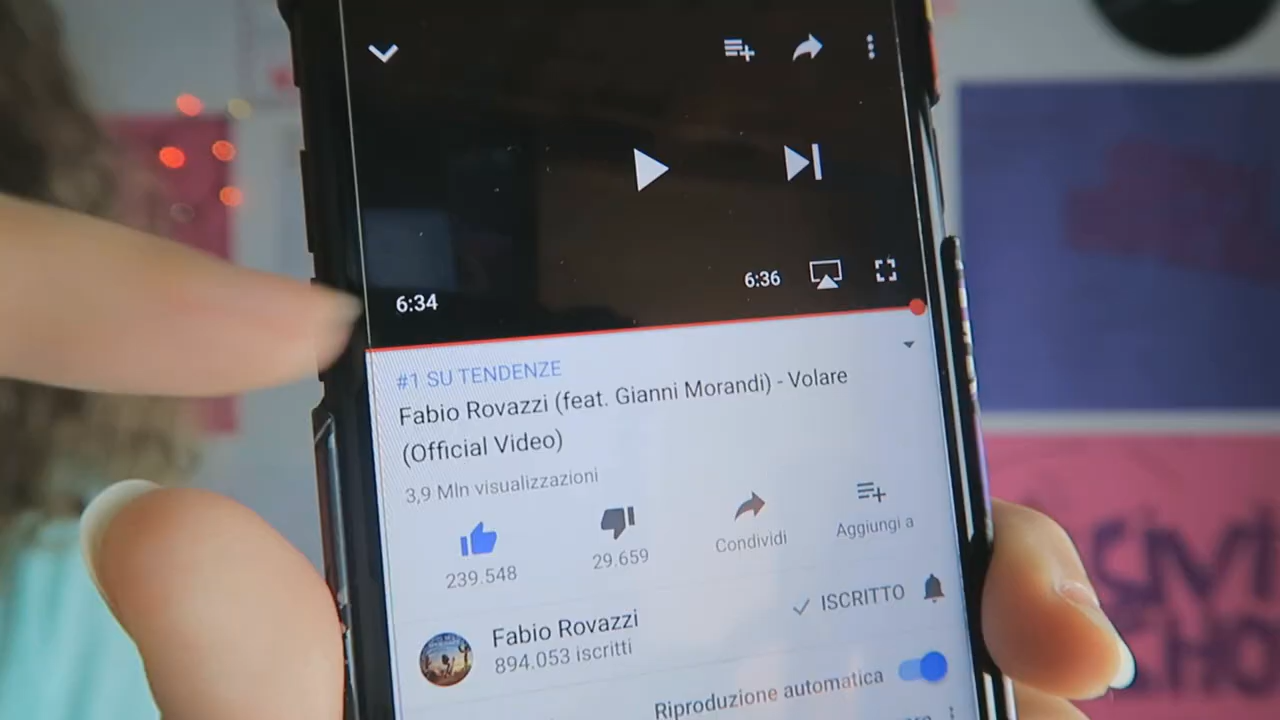 6:34
6:36
#1 SU TENDENZE
Fabio Rovazzi (feat. Gianni Morandi) - Volare
(Official Video)
3,9 Mln visualizzazioni
239.548
29.659
Condividi
Aggiungi a
Fabio Rovazzi
894.053 iscritti
ISCRITTO
Riproduzione automatica